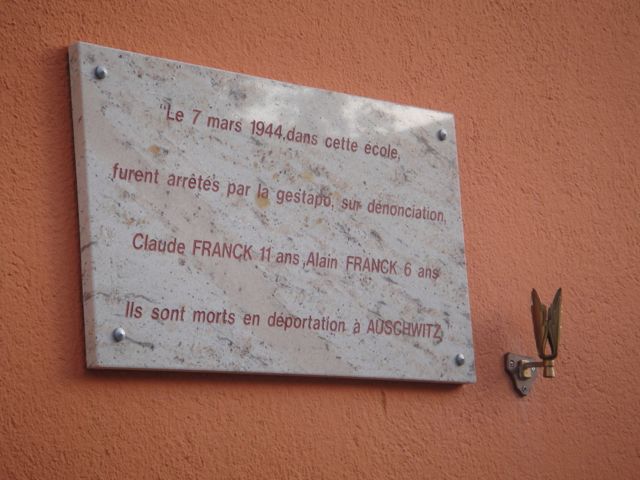 "Le 7 mars 1944,dans cette école,
furent arrêtés par la gestapo, sur dénonciation,
Claude FRANCK 11 ans,Alain FRANCK 6 ans
Ils sont morts en déportation à AUSCHWITZ"